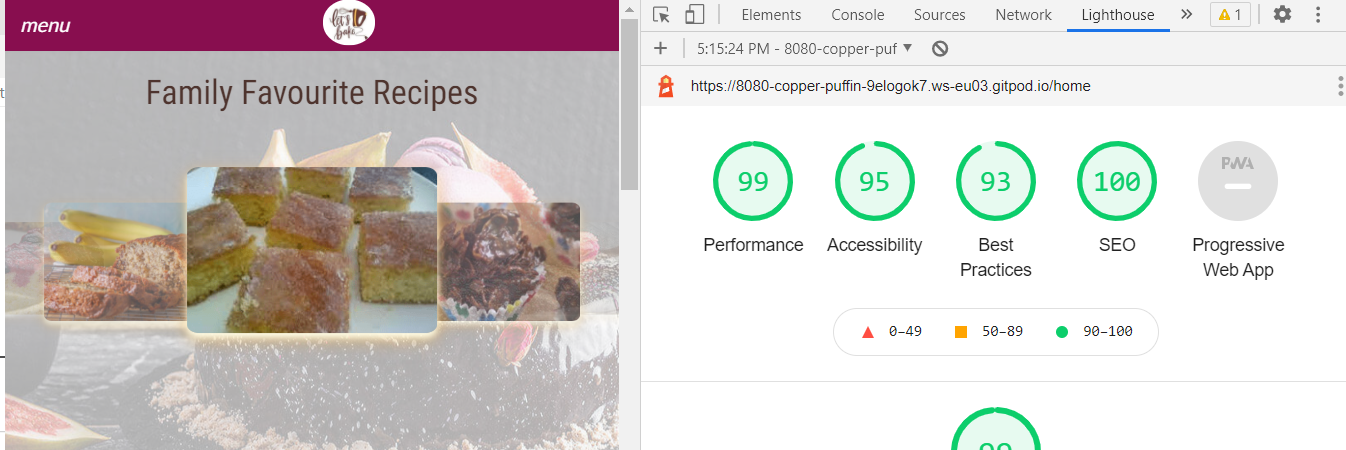 menu
let's
bake
Family Favourite Recipes
Elements Console Sources Network Lighthouse 1
5:15:24 PM - 8080-copper-puf
https://8080-copper-puffin-9elogok7.ws-eu03.gitpod.io/home
99 95 93 100 PWA
Performance Accessibility Best Practices SEO Progressive Web App
0–49 50–89 90–100